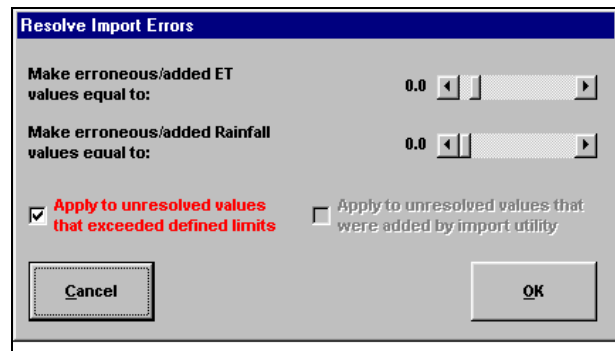 Resolve Import Errors
Make erroneous/added ET
values equal to:
0.0
Make erroneous/added Rainfall
values equal to:
0.0
Apply to unresolved values
that exceeded defined limits
Apply to unresolved values that
were added by import utility
Cancel
OK